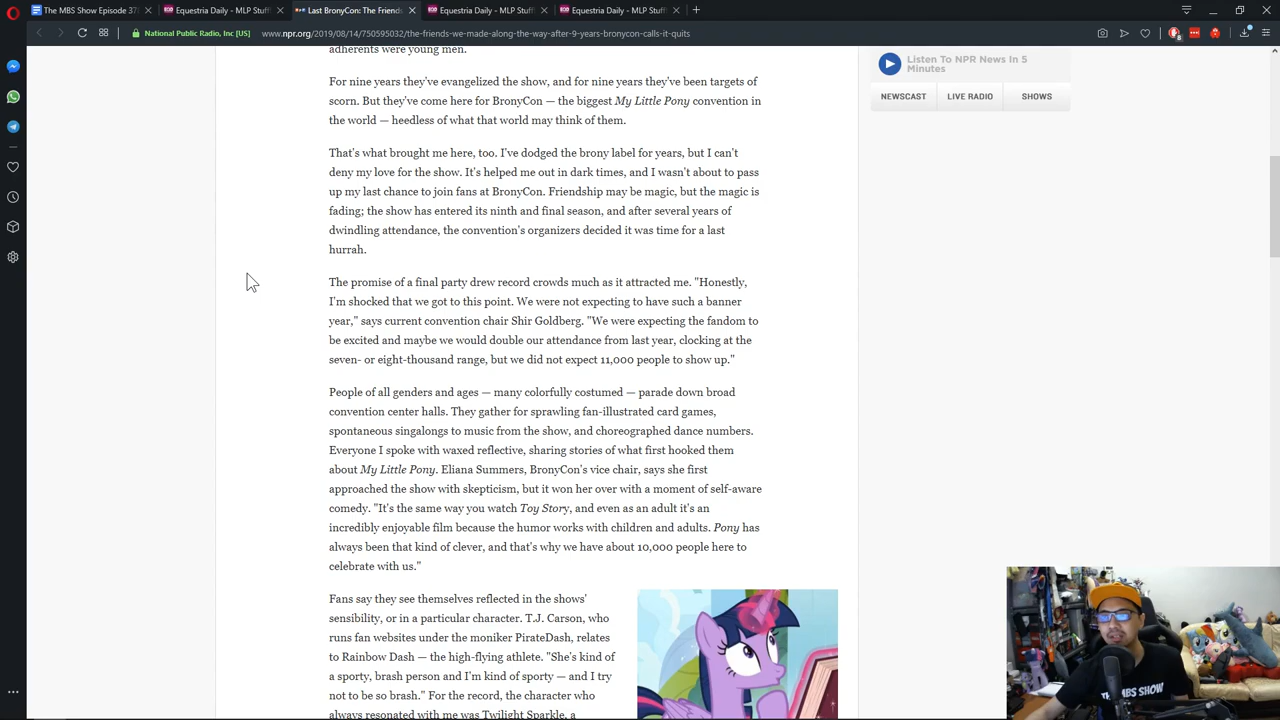 The MBS Show Episode 37
Equestria Daily - MLP Stuff
Last BronyCon: The Friends
Equestria Daily - MLP Stuff
Equestria Daily - MLP Stuff
National Public Radio, Inc [US]
www.npr.org/2019/08/14/750595032/the-friends-we-made-along-the-way-after-9-years-bronycon-calls-it-quits
adherents were young men.
For nine years they've evangelized the show, and for nine years they've been targets of
scorn. But they've come here for BronyCon — the biggest My Little Pony convention in
the world — heedless of what that world may think of them.
That's what brought me here, too. I've dodged the brony label for years, but I can't
deny my love for the show. It's helped me out in dark times, and I wasn't about to pass
up my last chance to join fans at BronyCon. Friendship may be magic, but the magic is
fading; the show has entered its ninth and final season, and after several years of
dwindling attendance, the convention's organizers decided it was time for a last
hurrah.
The promise of a final party drew record crowds much as it attracted me. "Honestly,
I'm shocked that we got to this point. We were not expecting to have such a banner
year," says current convention chair Shir Goldberg. "We were expecting the fandom to
be excited and maybe we would double our attendance from last year, clocking at the
seven- or eight-thousand range, but we did not expect 11,000 people to show up."
People of all genders and ages — many colorfully costumed — parade down broad
convention center halls. They gather for sprawling fan-illustrated card games,
spontaneous singalongs to music from the show, and choreographed dance numbers.
Everyone I spoke with waxed reflective, sharing stories of what first hooked them
about My Little Pony. Eliana Summers, BronyCon's vice chair, says she first
approached the show with skepticism, but it won her over with a moment of self-aware
comedy. "It's the same way you watch Toy Story, and even as an adult it's an
incredibly enjoyable film because the humor works with children and adults. Pony has
always been that kind of clever, and that's why we have about 10,000 people here to
celebrate with us."
Fans say they see themselves reflected in the shows'
sensibility, or in a particular character. T.J. Carson, who
runs fan websites under the moniker PirateDash, relates
to Rainbow Dash — the high-flying athlete. "She's kind of
a sporty, brash person and I'm kind of sporty — and I try
not to be so brash." For the record, the character who
always resonated with me was Twilight Sparkle, a
Listen To NPR News In 5
Minutes
NEWSCAST
LIVE RADIO
SHOWS
THE MBS SHOW